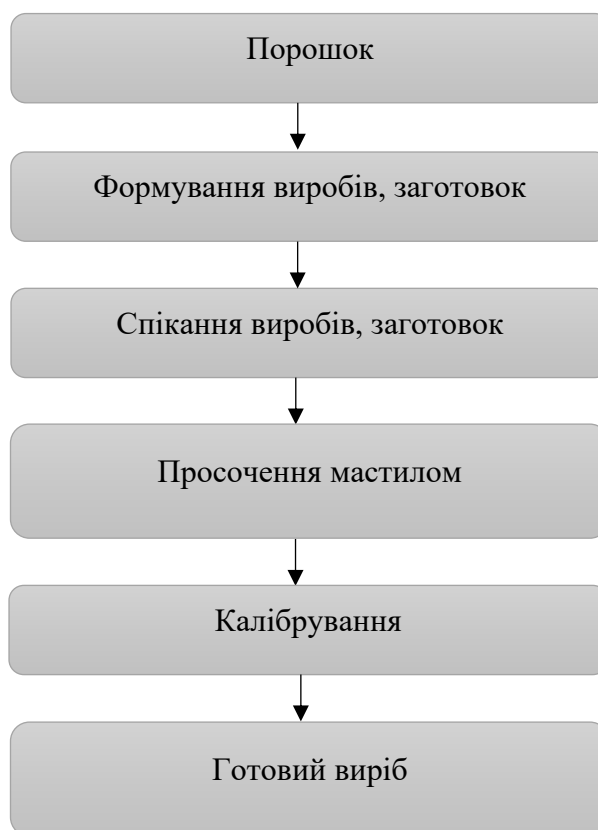 Порошок
Формування виробів, заготовок
Спікання виробів, заготовок
Просочення мастилом
Калібрування
Готовий виріб